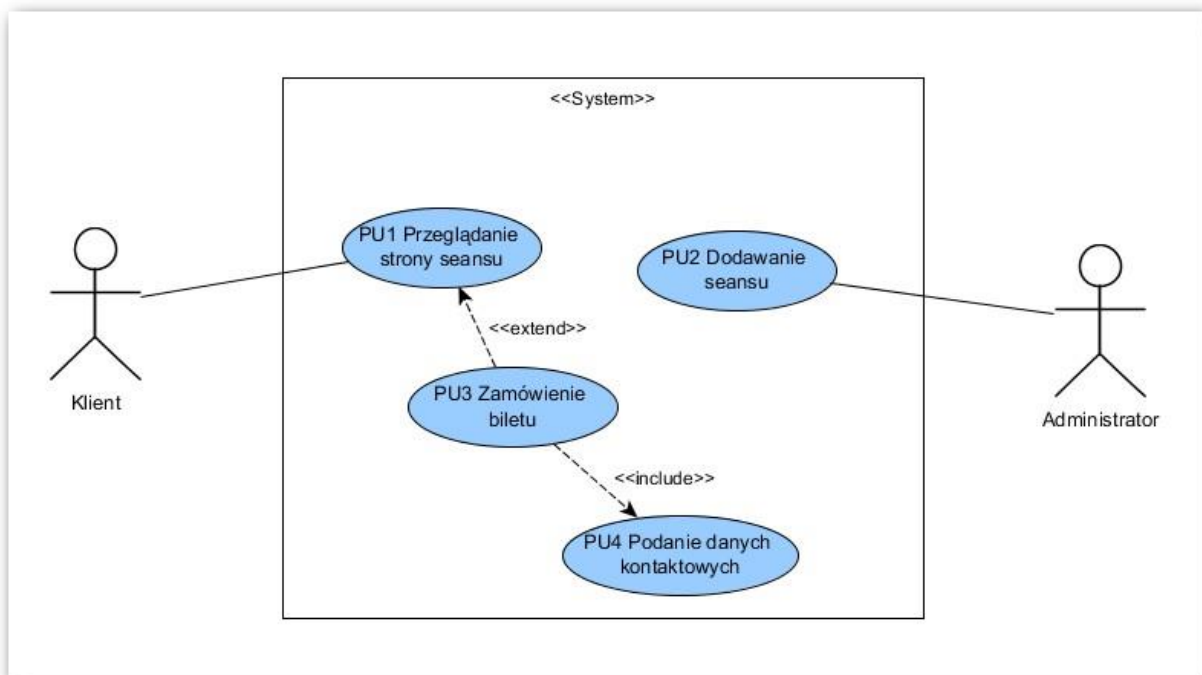 <<System>>
PU1 Przeglądanie
strony seansu
PU2 Dodawanie
seansu
<<extend>>
PU3 Zamówienie
biletu
Klient
Administrator
<<include>>
PU4 Podanie danych
kontaktowych